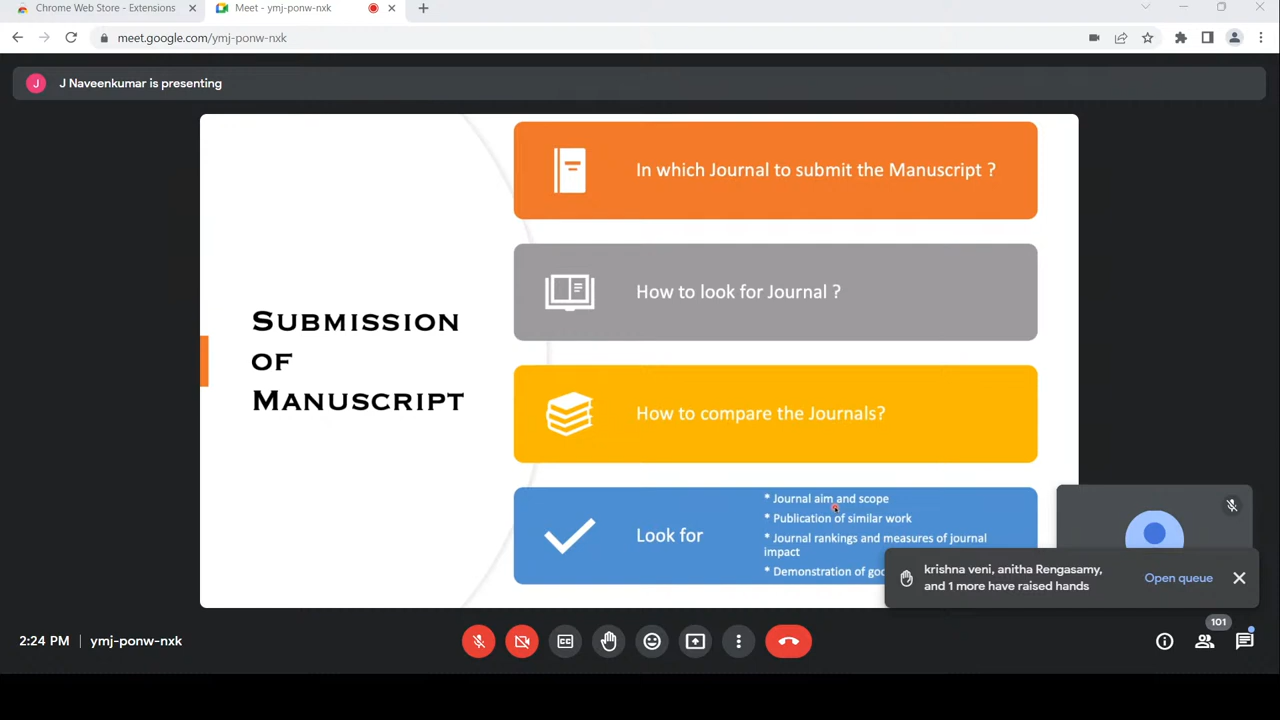 Chrome Web Store - Extensions
Meet - ymj-ponw-nxk
meet.google.com/ymj-ponw-nxk
J
J Naveenkumar is presenting
SUBMISSION
OF
MANUSCRIPT
In which Journal to submit the Manuscript ?
How to look for Journal ?
How to compare the Journals?
Look for
* Journal aim and scope
* Publication of similar work
* Journal rankings and measures of journal
impact
* Demonstration of
krishna veni, anitha Rengasamy,
and 1 more have raised hands
Open queue
2:24 PM
ymj-ponw-nxk
101